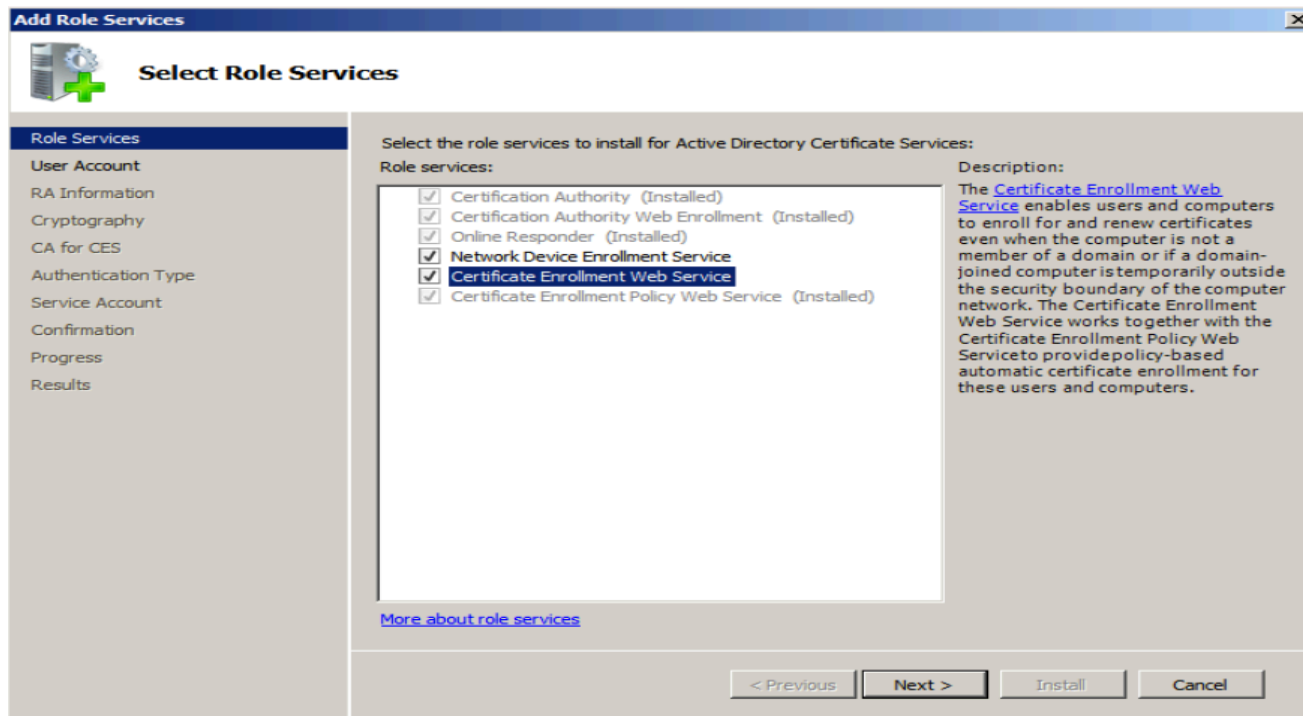 Add Role Services
Select Role Services
Role Services
User Account
RA Information
Cryptography
CA for CES
Authentication Type
Service Account
Confirmation
Progress
Results
Select the role services to install for Active Directory Certificate Services:
Role services:
Certification Authority (Installed)
Certification Authority Web Enrollment (Installed)
Online Responder (Installed)
Network Device Enrollment Service
Certificate Enrollment Web Service
Certificate Enrollment Policy Web Service (Installed)
More about role services
Description:
The Certificate Enrollment Web
Service enables users and computers
to enroll for and renew certificates
even when the computer is not a
member of a domain or if a domain-
joined computer is temporarily outside
the security boundary of the computer
network. The Certificate Enrollment
Web Service works together with the
Certificate Enrollment Policy Web
Serviceto providepolicy-based
automatic certificate enrollment for
these users and computers.
< Previous
Next >
Install
Cancel